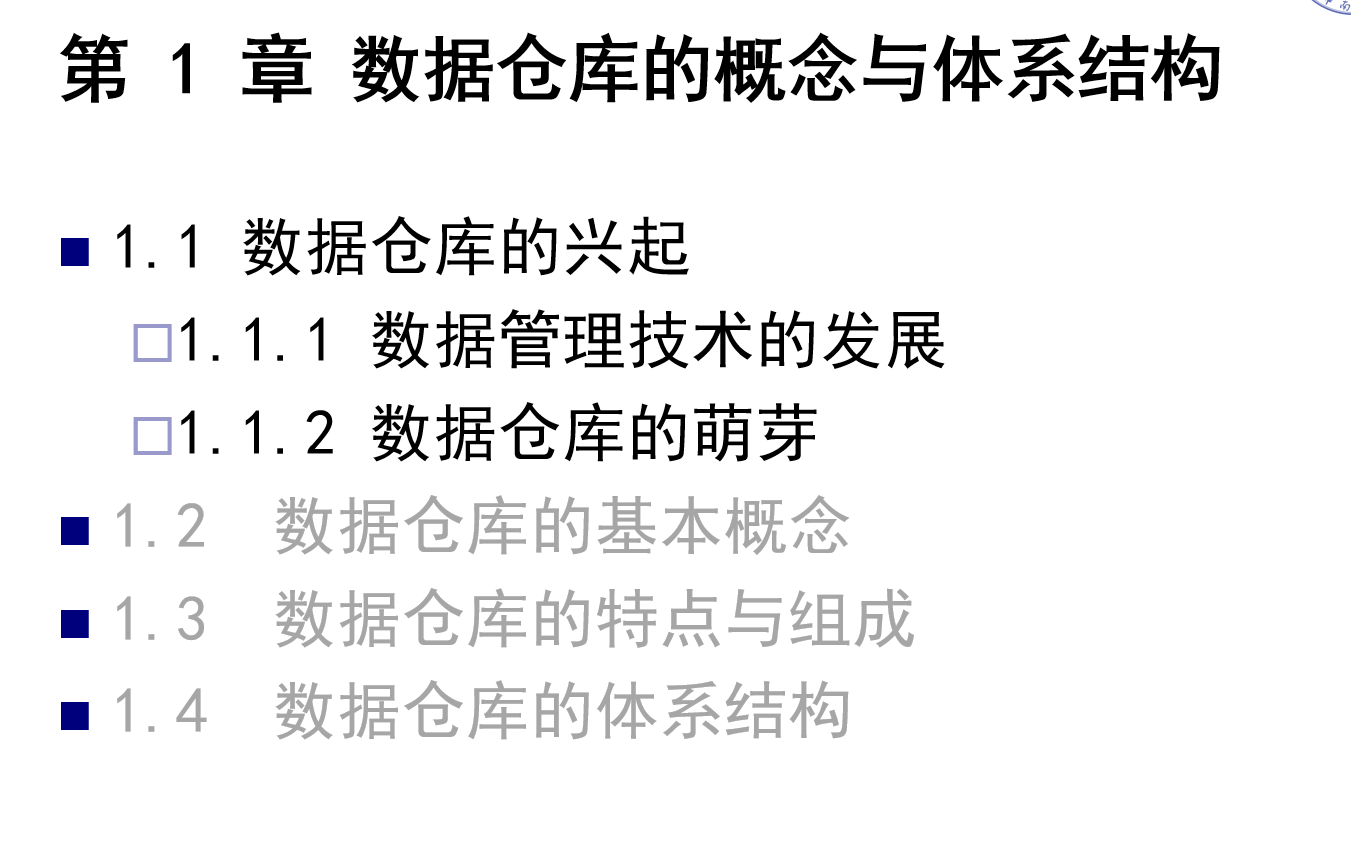 第 1 章 数据仓库的概念与体系结构
1.1 数据仓库的兴起
1.1.1 数据管理技术的发展
1.1.2 数据仓库的萌芽
1.2 数据仓库的基本概念
1.3 数据仓库的特点与组成
1.4 数据仓库的体系结构